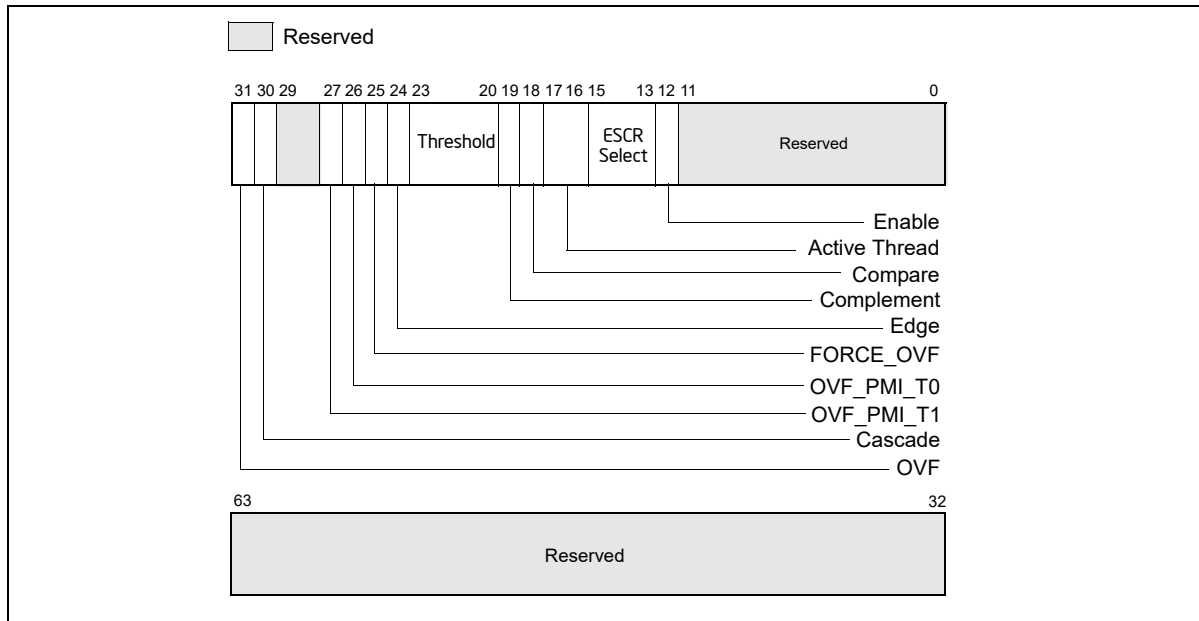 Reserved
31 30 29 27 26 25 24 23 20 19 18 17 16 15 13 12 11 0
Threshold
ESCR
Select
Reserved
Enable
Active Thread
Compare
Complement
Edge
FORCE_OVF
OVF_PMI_T0
OVF_PMI_T1
Cascade
OVF
63 32
Reserved